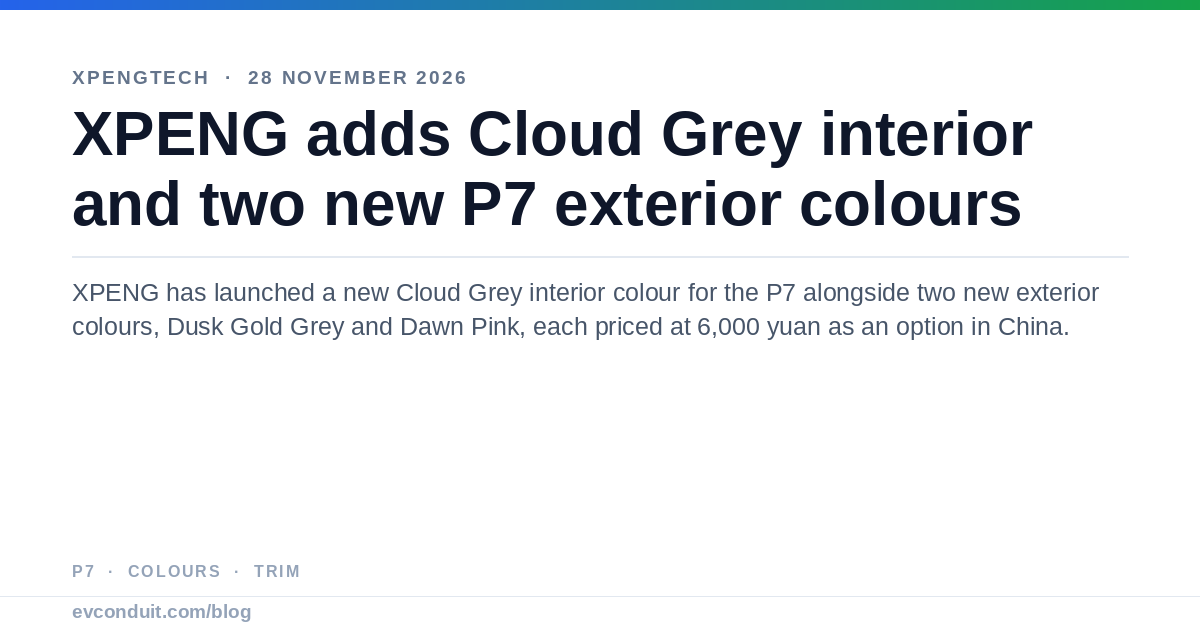 XPENGTECH · 28 NOVEMBER 2026
XPENG adds Cloud Grey interior
and two new P7 exterior colours
XPENG has launched a new Cloud Grey interior colour for the P7 alongside two new exterior
colours, Dusk Gold Grey and Dawn Pink, each priced at 6,000 yuan as an option in China.
P7 · COLOURS · TRIM
evconduit.com/blog